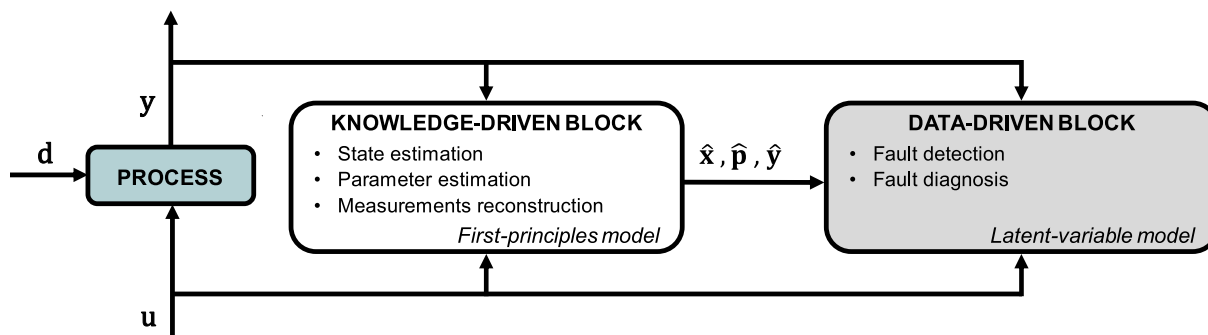 y
d
PROCESS
u
KNOWLEDGE-DRIVEN BLOCK
• State estimation
• Parameter estimation
• Measurements reconstruction
First-principles model
x̂ , p̂ , ŷ
DATA-DRIVEN BLOCK
• Fault detection
• Fault diagnosis
Latent-variable model